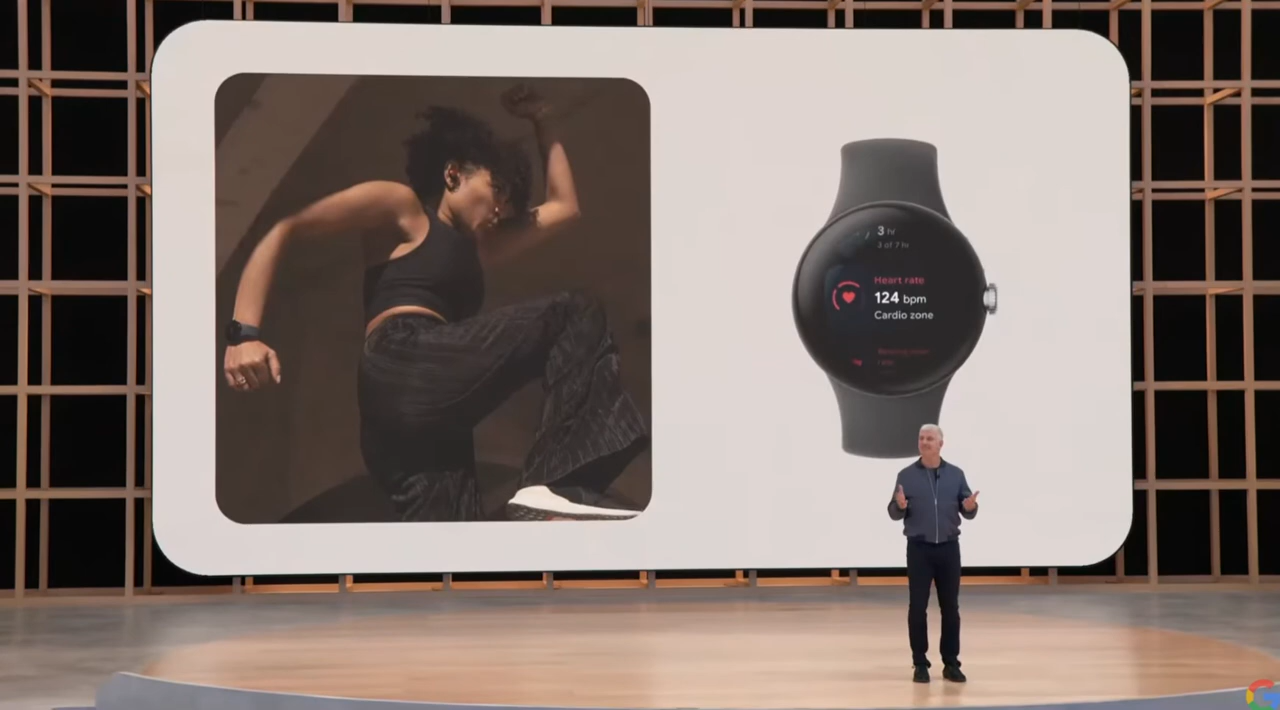 3 hr
3 of 7 hr
Heart rate
124 bpm
Cardio zone